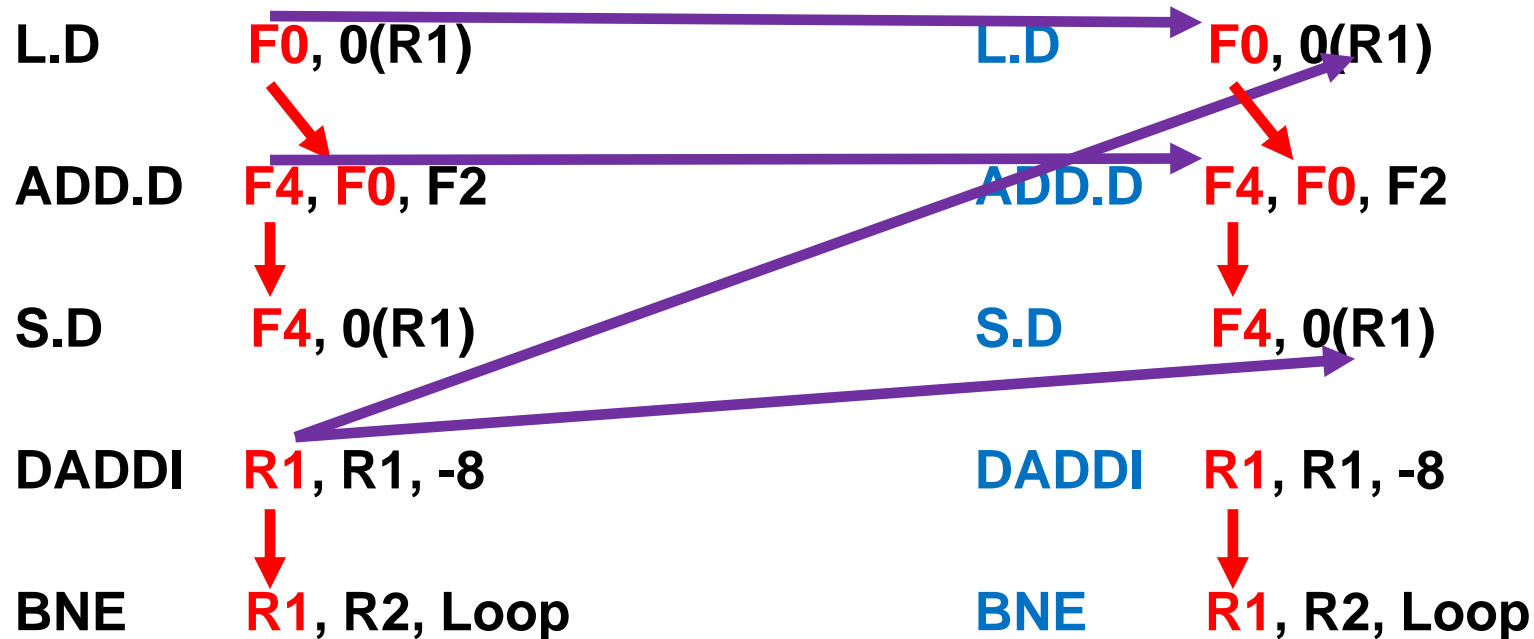 L.D F0, 0(R1) L.D F0, 0(R1)
ADD.D F4, F0, F2 ADD.D F4, F0, F2
S.D F4, 0(R1) S.D F4, 0(R1)
DADDI R1, R1, -8 DADDI R1, R1, -8
BNE R1, R2, Loop BNE R1, R2, Loop